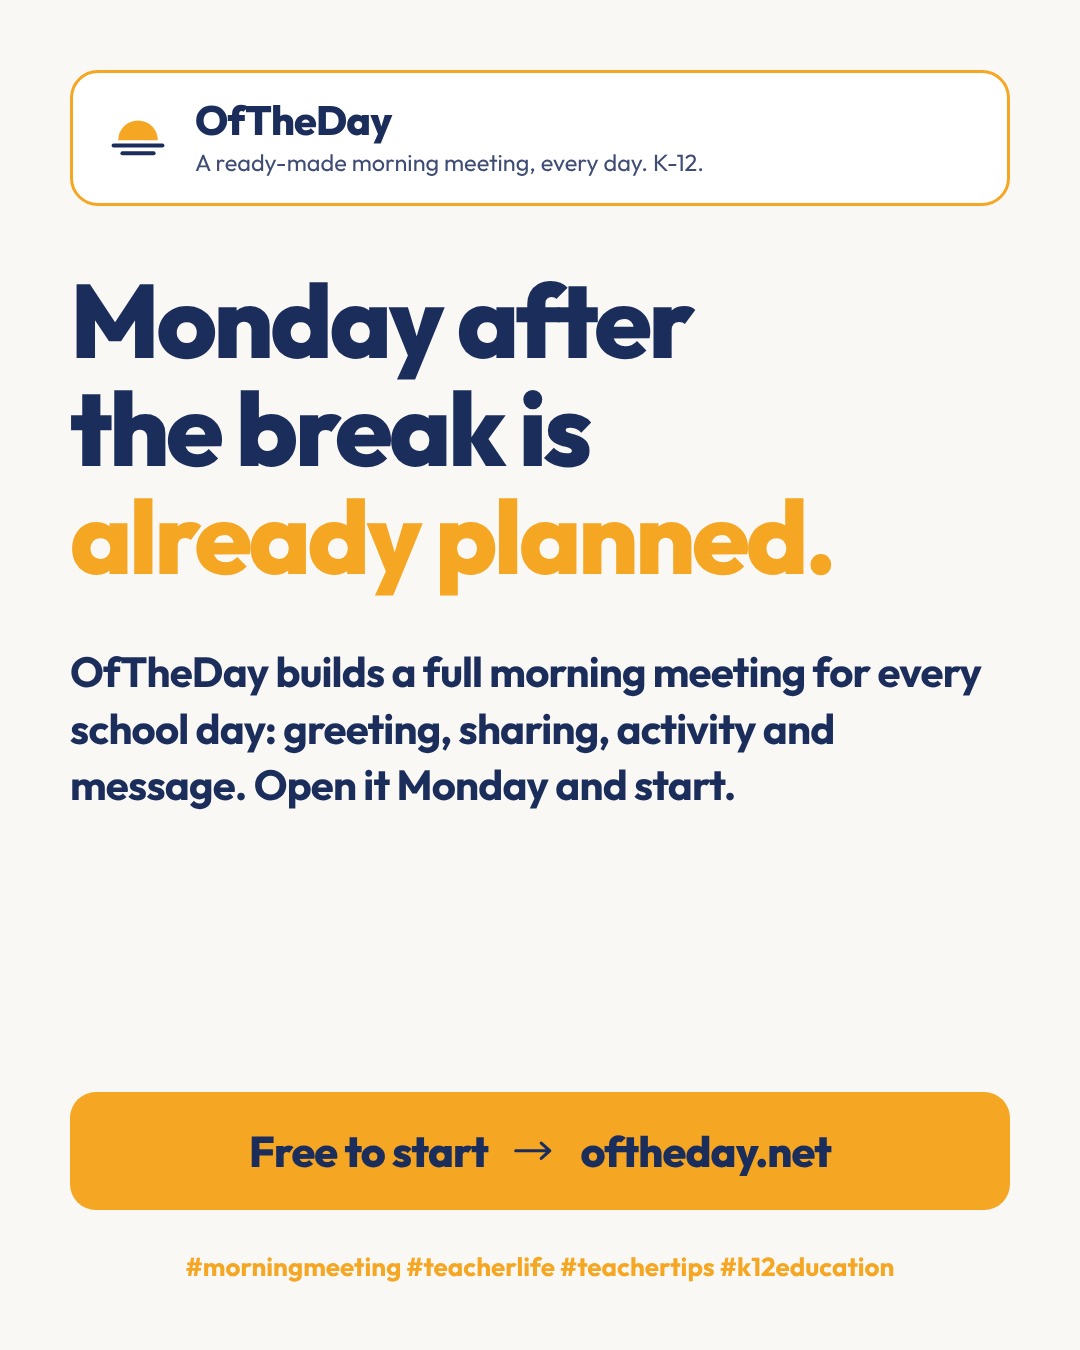 OfTheDay
A ready-made morning meeting, every day. K-12.
Monday after
the break is
already planned.
OfTheDay builds a full morning meeting for every
school day: greeting, sharing, activity and
message. Open it Monday and start.
Free to start → oftheday.net
#morningmeeting #teacherlife #teachertips #k12education